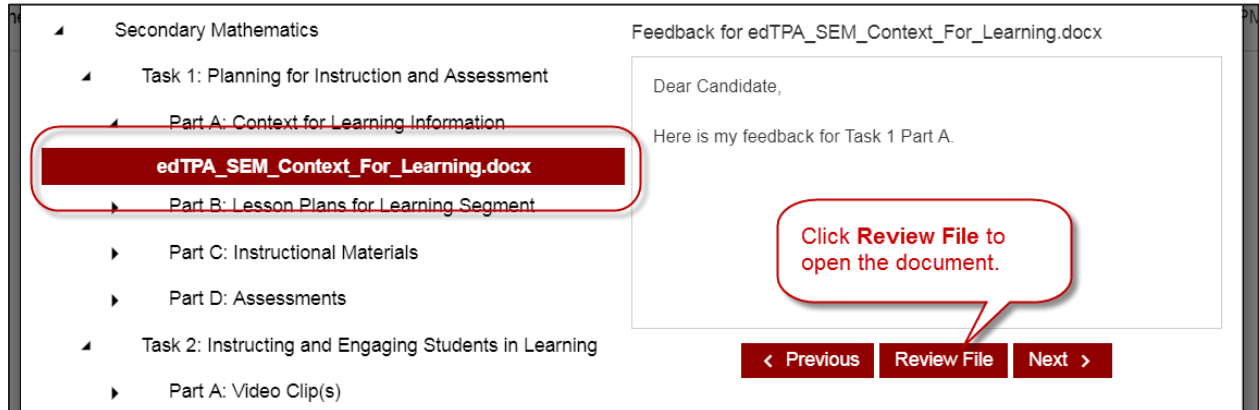 Secondary Mathematics
Task 1: Planning for Instruction and Assessment
Part A: Context for Learning Information
edTPA_SEM_Context_For_Learning.docx
Part B: Lesson Plans for Learning Segment
Part C: Instructional Materials
Part D: Assessments
Task 2: Instructing and Engaging Students in Learning
Part A: Video Clip(s)
Feedback for edTPA_SEM_Context_For_Learning.docx
Dear Candidate,
Here is my feedback for Task 1 Part A.
Click Review File to
open the document.
Previous
Review File
Next